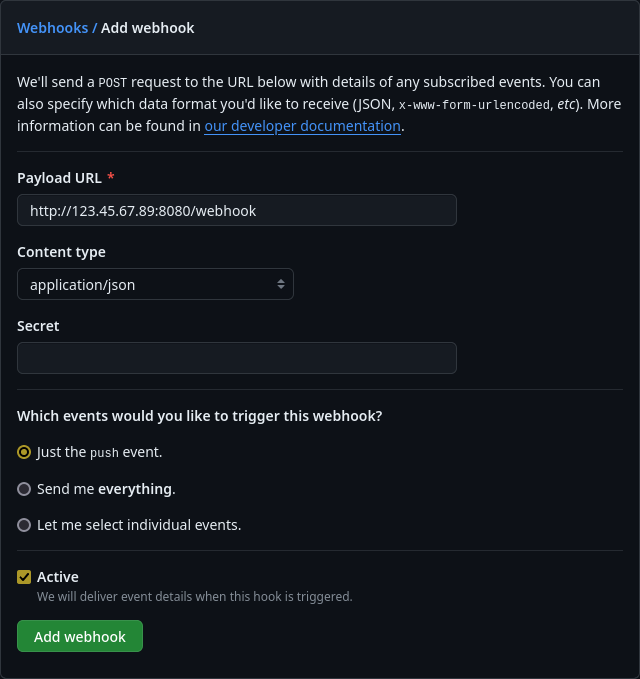 Webhooks / Add webhook
We'll send a POST request to the URL below with details of any subscribed events. You can
also specify which data format you'd like to receive (JSON, x-www-form-urlencoded, etc). More
information can be found in our developer documentation.
Payload URL *
http://123.45.67.89:8080/webhook
Content type
application/json
Secret
Which events would you like to trigger this webhook?
Just the push event.
Send me everything.
Let me select individual events.
Active
We will deliver event details when this hook is triggered.
Add webhook